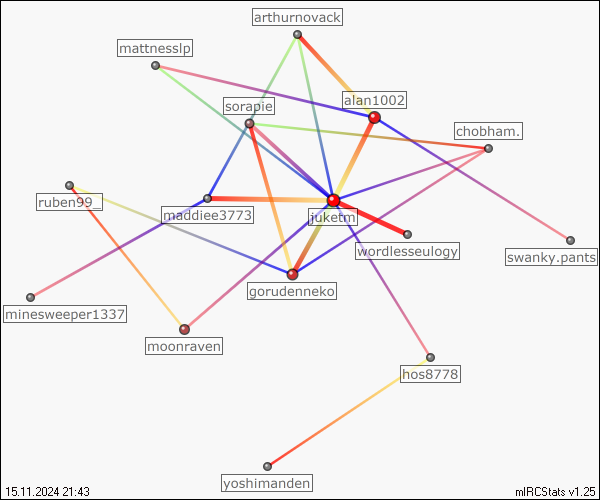 arthurnovack
mattnesslp
alan1002
sorapie
chobham.
ruben99_
maddiee3773
juketm
wordlesseulogy
swanky.pants
gorudenneko
minesweeper1337
moonraven
hos8778
yoshimanden
15.11.2024 21:43
mIRCStats v1.25